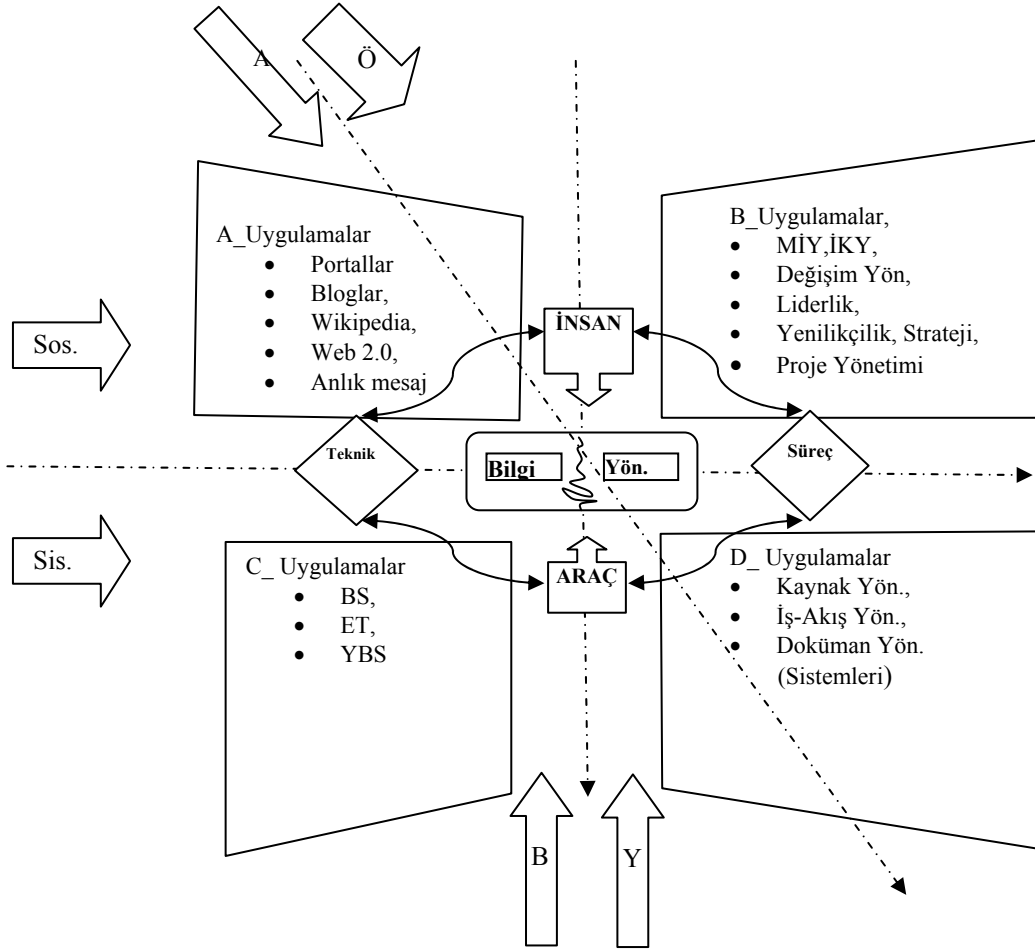 A
Ö
A_Uygulamalar
• Portallar
• Bloglar,
• Wikipedia,
• Web 2.0,
• Anlık mesaj
B_Uygulamalar,
• MİY,İKY,
• Değişim Yön,
• Liderlik,
• Yenilikçilik, Strateji,
• Proje Yönetimi
Sos.
İNSAN
Teknik
Bilgi
Yön.
Süreç
Sis.
ARAÇ
C_ Uygulamalar
• BS,
• ET,
• YBS
D_ Uygulamalar
• Kaynak Yön.,
• İş-Akış Yön.,
• Doküman Yön.
(Sistemleri)
B
Y